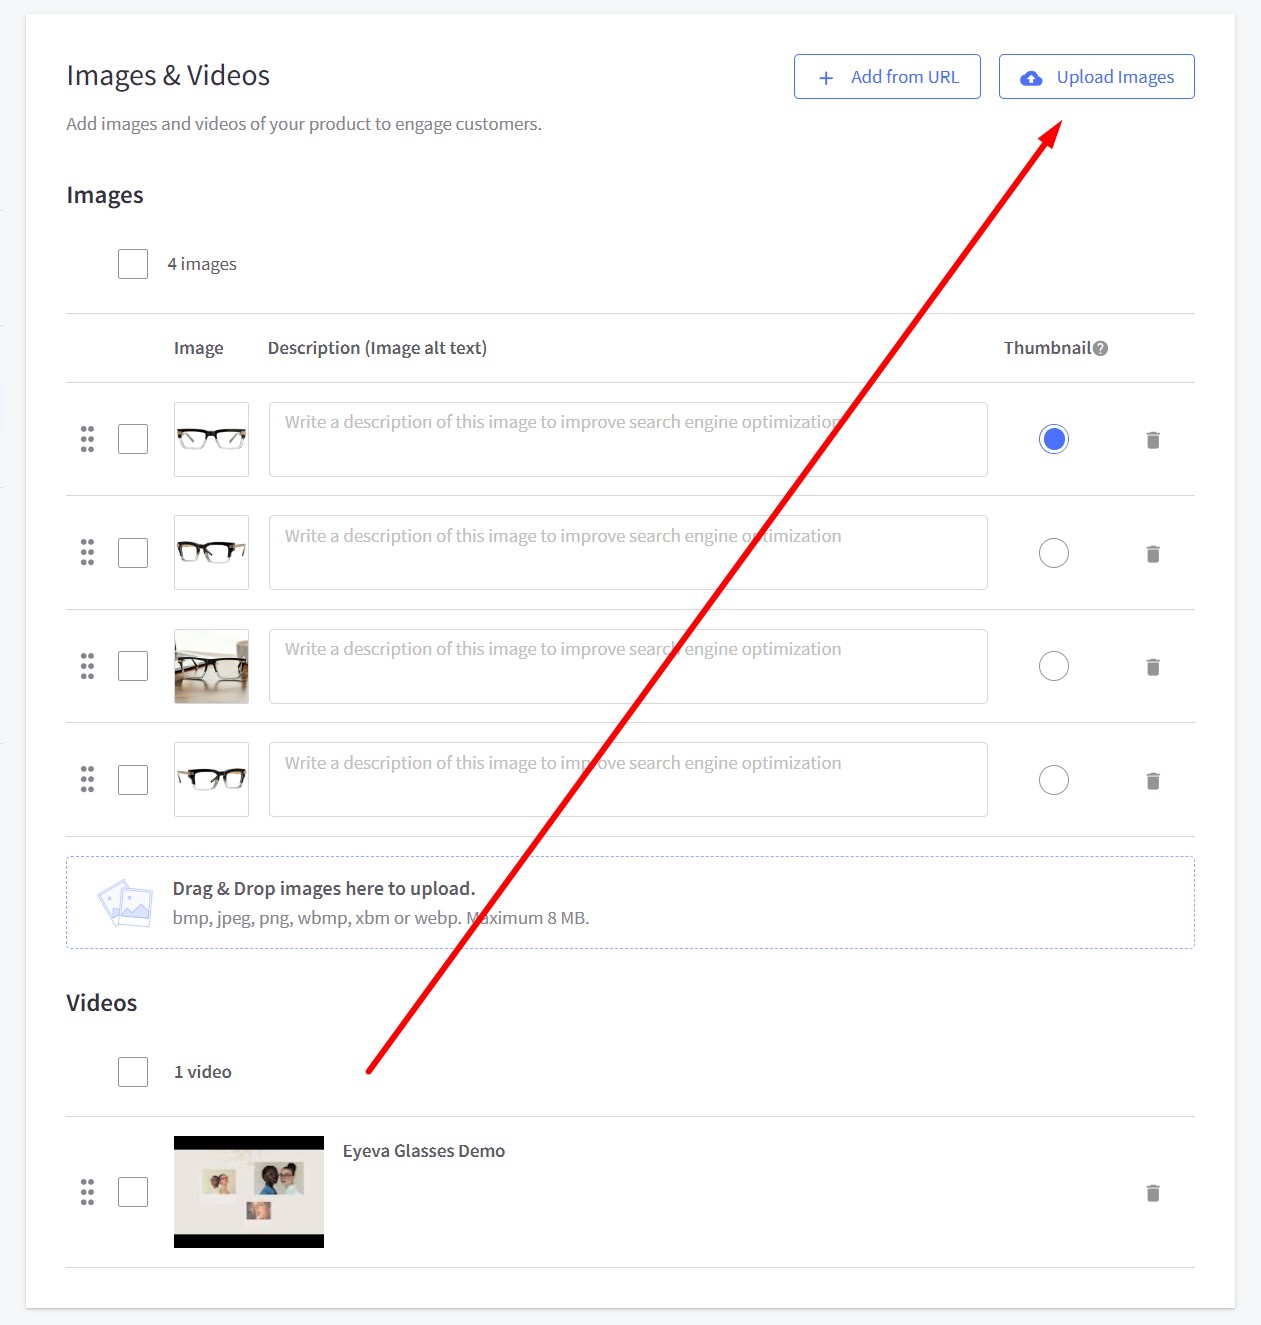 Images & Videos
Add from URL
Upload Images
Add images and videos of your product to engage customers.
Images
4 images
Image Description (Image alt text) Thumbnail
Write a description of this image to improve search engine optimization
Write a description of this image to improve search engine optimization
Write a description of this image to improve search engine optimization
Write a description of this image to improve search engine optimization
Drag & Drop images here to upload.
bmp, jpeg, png, wbmp, xbm or webp. Maximum 8 MB.
Videos
1 video
Eyeva Glasses Demo